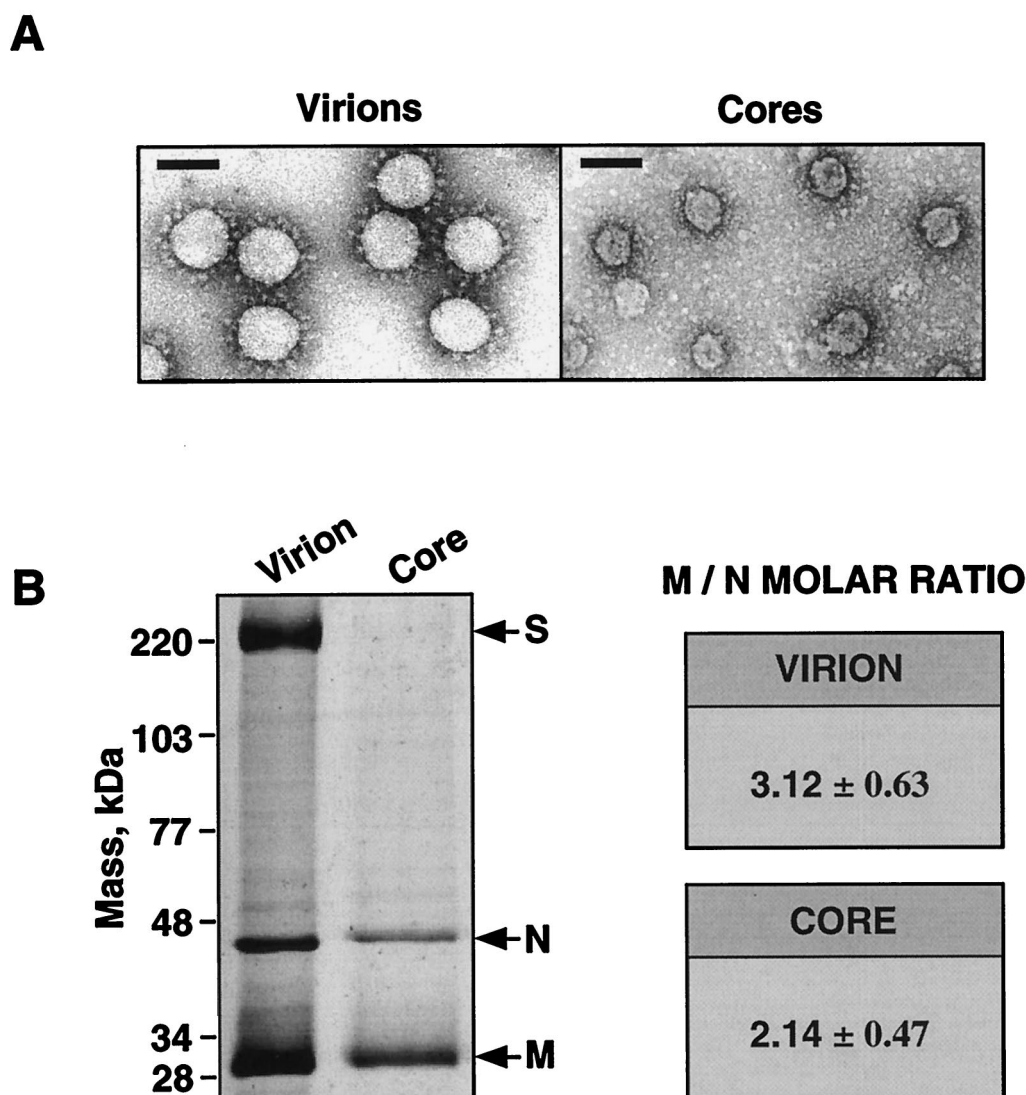 A
Virions
Cores
B
Virion
Core
M / N MOLAR RATIO
S
220
VIRION
103
Mass, kDa
3.12 ± 0.63
77
48
CORE
N
34
2.14 ± 0.47
M
28